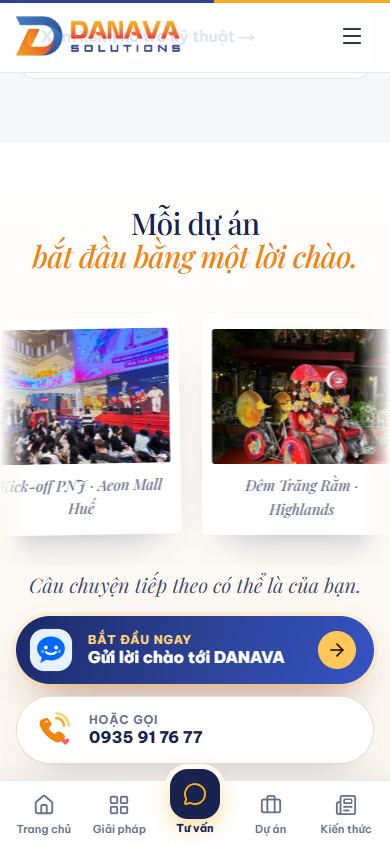 DANAVA
SOLUTIONS
kỹ thuật →
Mỗi dự án
bắt đầu bằng một lời chào.
Kick-off PNJ · Aeon Mall
Huế
Đêm Trăng Rằm ·
Highlands
Câu chuyện tiếp theo có thể là của bạn.
BẮT ĐẦU NGAY
Gửi lời chào tới DANAVA
HOẶC GỌI
0935 91 76 77
Trang chủ
Giải pháp
Tư vấn
Dự án
Kiến thức